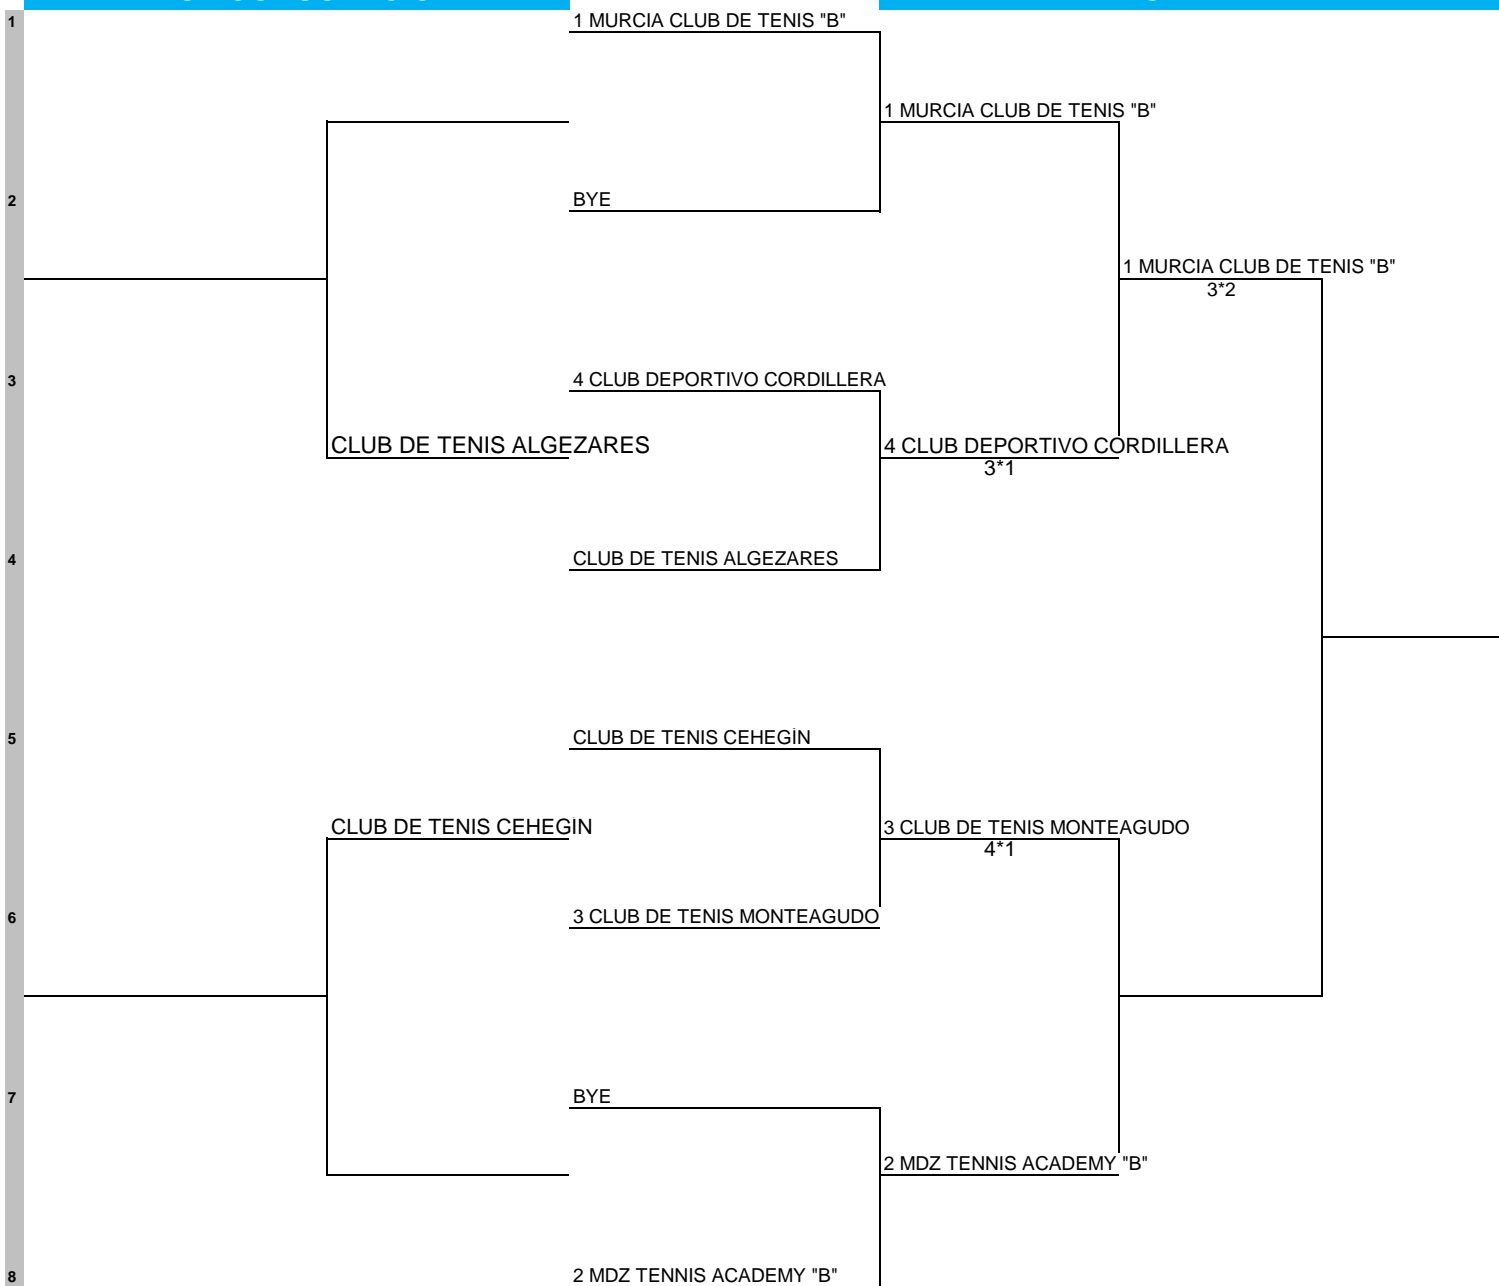 1
1 MURCIA CLUB DE TENIS "B"
1 MURCIA CLUB DE TENIS "B"
2
BYE
1 MURCIA CLUB DE TENIS "B"
3*2
3
4 CLUB DEPORTIVO CORDILLERA
CLUB DE TENIS ALGEZARES
4 CLUB DEPORTIVO CORDILLERA
3*1
4
CLUB DE TENIS ALGEZARES
5
CLUB DE TENIS CEHEGÍN
CLUB DE TENIS CEHEGÍN
3 CLUB DE TENIS MONTEAGUDO
4*1
6
3 CLUB DE TENIS MONTEAGUDO
7
BYE
2 MDZ TENNIS ACADEMY "B"
8
2 MDZ TENNIS ACADEMY "B"